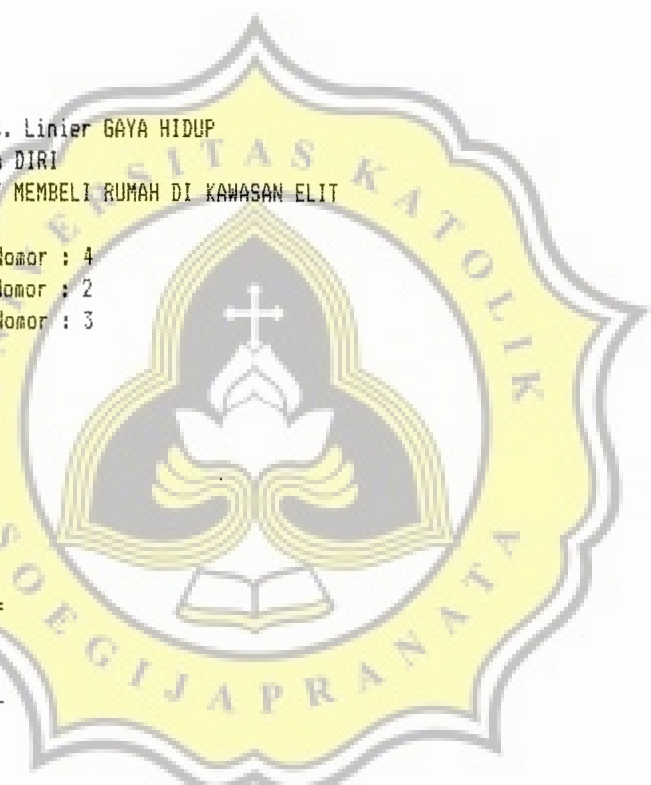 . Linier GAYA HIDUP
DIRI
MEMBELI RUMAH DI KAWASAN ELIT
Nomor : 4
Nomor : 2
Nomor : 3
UNIVERSITAS KATOLIK
SOEGIJAPRANATA